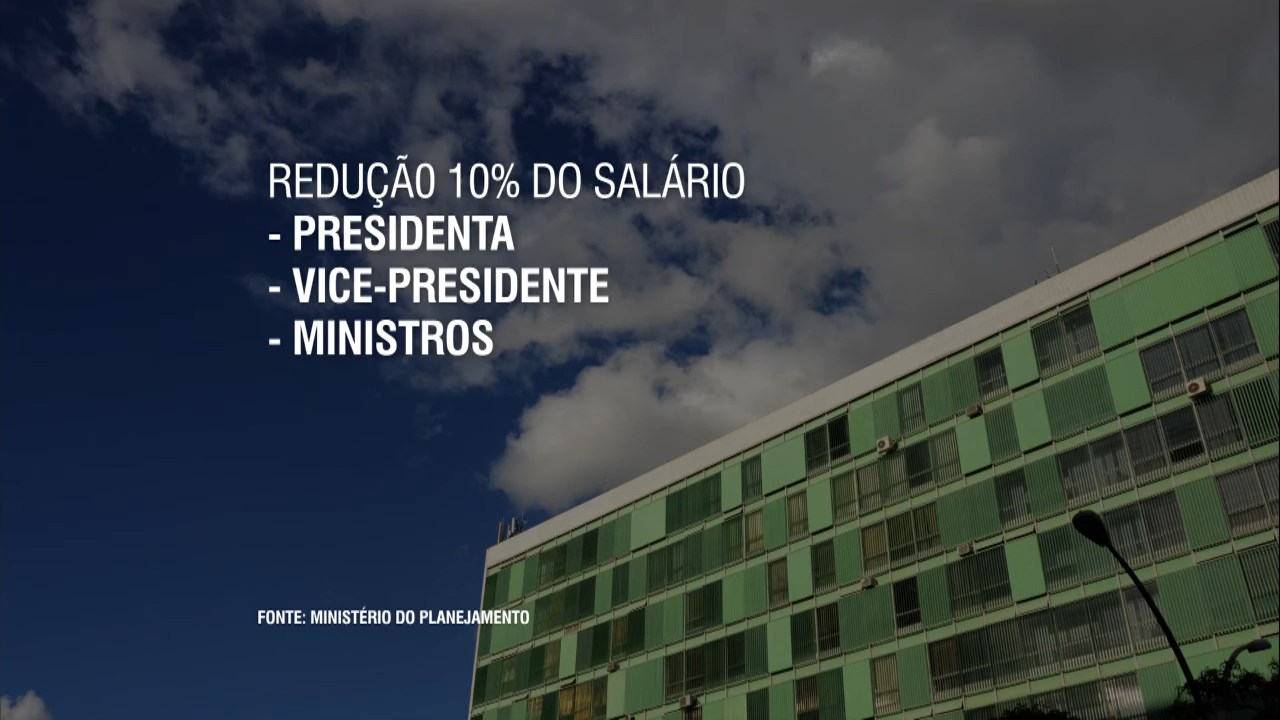 REDUÇÃO 10% DO SALÁRIO
- PRESIDENTA
- VICE-PRESIDENTE
- MINISTROS
FONTE: MINISTÉRIO DO PLANEJAMENTO